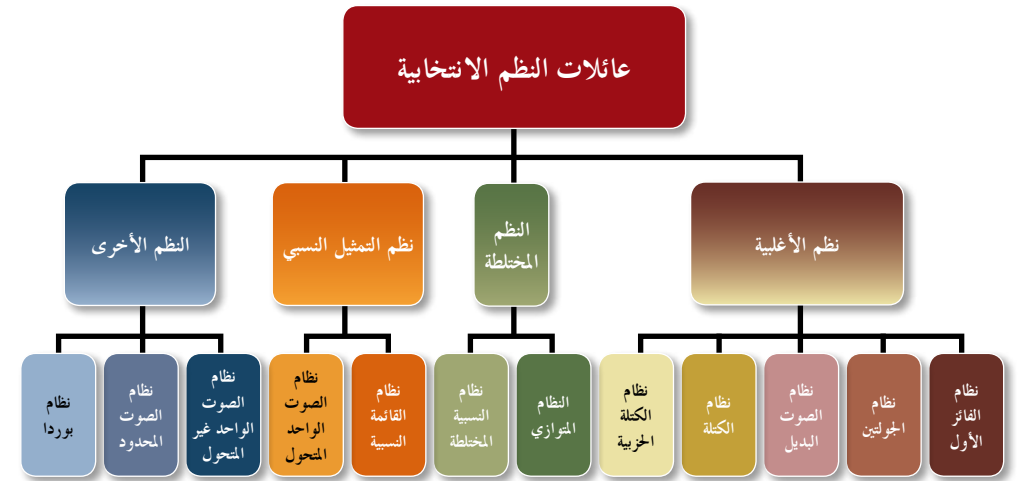 عائلات النظم الانتخابية
نظم الأغلبية
النظم
المختلطة
نظم التمثيل النسبي
النظم الأخرى
نظام
الفائز
الأول
نظام
الجولتين
نظام
الصوت
البديل
نظام
الكتلة
نظام
الكتلة
الحزبية
النظام
المتوازي
نظام
النسبية
المختلطة
نظام
القائمة
النسبية
نظام
الصوت
الواحد
المتحول
نظام
الصوت
الواحد غير
المتحول
نظام
الصوت
المحدود
نظام
بوردا